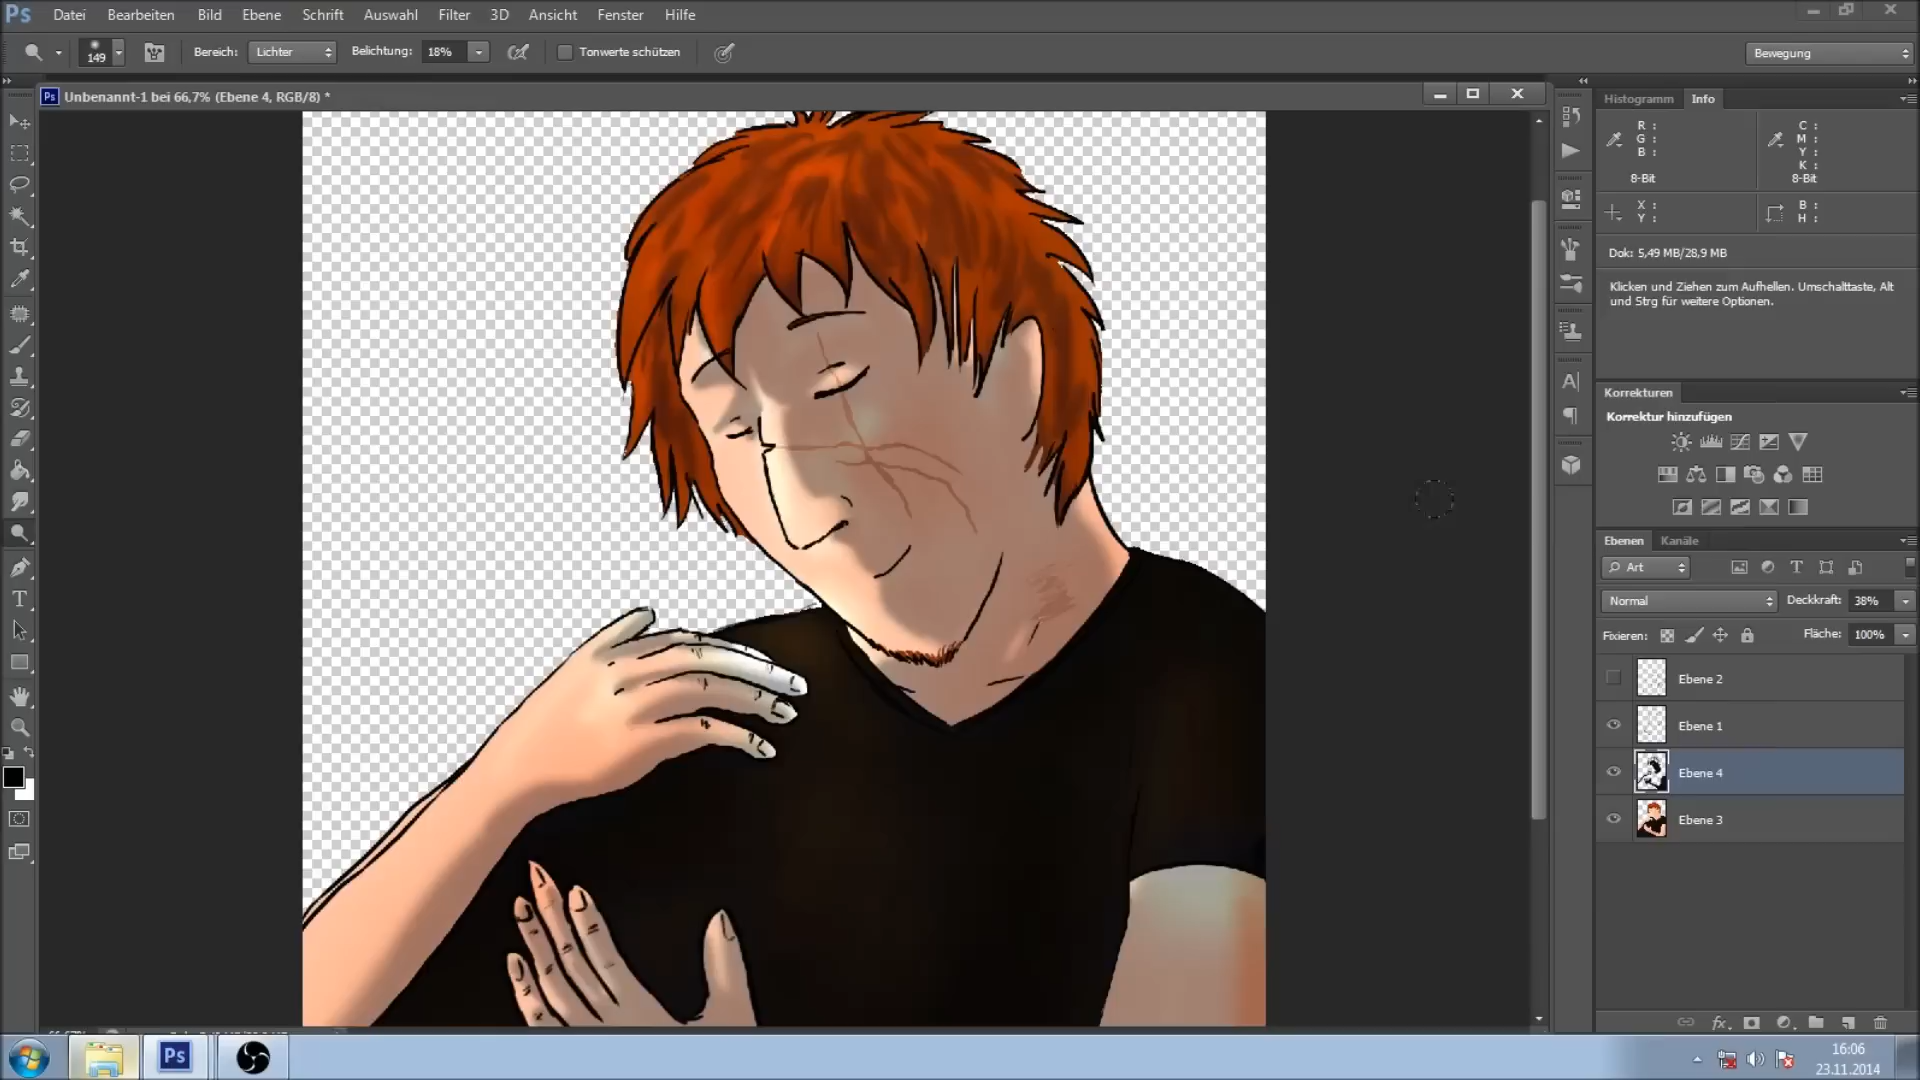 Ps Datei Bearbeiten Bild Ebene Schrift Auswahl Filter 3D Ansicht Fenster Hilfe
149 Bereich: Lichter Belichtung: 18% Tonwerte schützen Bewegung
Ps Unbenannt-1 bei 66,7% (Ebene 4, RGB/8) *
Histogramm Info
R :
G :
B :
8-Bit
C :
M :
Y :
K :
8-Bit
X :
Y :
B :
H :
Dok: 5,49 MB/28,9 MB
Klicken und Ziehen zum Aufhellen. Umschalttaste, Alt
und Strg für weitere Optionen.
Korrekturen
Korrektur hinzufügen
Ebenen Kanäle
Art
Normal Deckkraft: 38%
Fixieren: Fläche: 100%
Ebene 2
Ebene 1
Ebene 4
Ebene 3
fx
Ps
16:06
23.11.2014